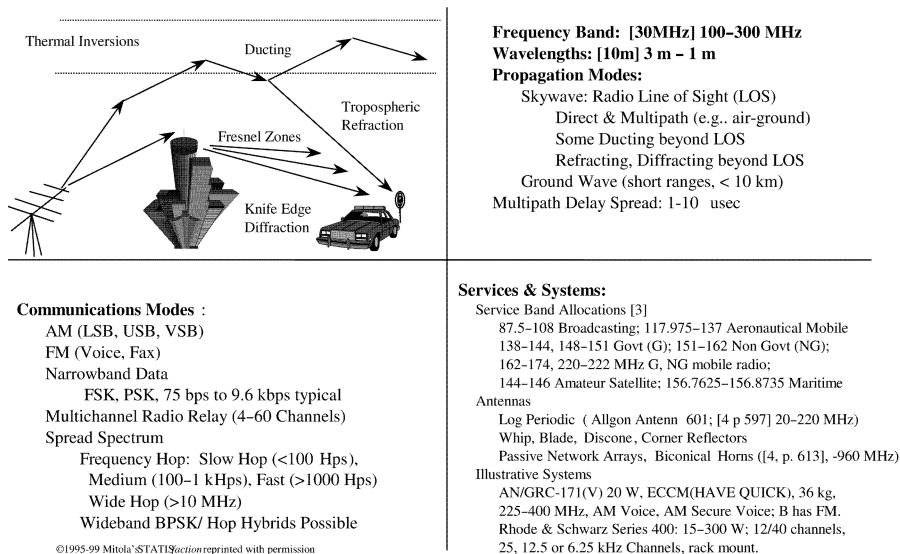 Thermal Inversions
Ducting
Tropospheric
Refraction
Fresnel Zones
Knife Edge
Diffraction
Frequency Band: [30MHz] 100–300 MHz
Wavelengths: [10m] 3 m – 1 m
Propagation Modes:
Skywave: Radio Line of Sight (LOS)
Direct & Multipath (e.g.. air-ground)
Some Ducting beyond LOS
Refracting, Diffracting beyond LOS
Ground Wave (short ranges, < 10 km)
Multipath Delay Spread: 1-10 usec
Communications Modes :
AM (LSB, USB, VSB)
FM (Voice, Fax)
Narrowband Data
FSK, PSK, 75 bps to 9.6 kbps typical
Multichannel Radio Relay (4–60 Channels)
Spread Spectrum
Frequency Hop: Slow Hop (<100 Hps),
Medium (100–1 kHps), Fast (>1000 Hps)
Wide Hop (>10 MHz)
Wideband BPSK/ Hop Hybrids Possible
©1995-99 Mitola's STATISfaction reprinted with permission
Services & Systems:
Service Band Allocations [3]
87.5–108 Broadcasting; 117.975–137 Aeronautical Mobile
138–144, 148–151 Govt (G); 151–162 Non Govt (NG);
162–174, 220–222 MHz G, NG mobile radio;
144–146 Amateur Satellite; 156.7625–156.8735 Maritime
Antennas
Log Periodic ( Allgon Antenn 601; [4 p 597] 20–220 MHz)
Whip, Blade, Discone, Corner Reflectors
Passive Network Arrays, Biconical Horns ([4, p. 613], -960 MHz)
Illustrative Systems
AN/GRC-171(V) 20 W, ECCM(HAVE QUICK), 36 kg,
225–400 MHz, AM Voice, AM Secure Voice; B has FM.
Rhode & Schwarz Series 400: 15–300 W; 12/40 channels,
25, 12.5 or 6.25 kHz Channels, rack mount.